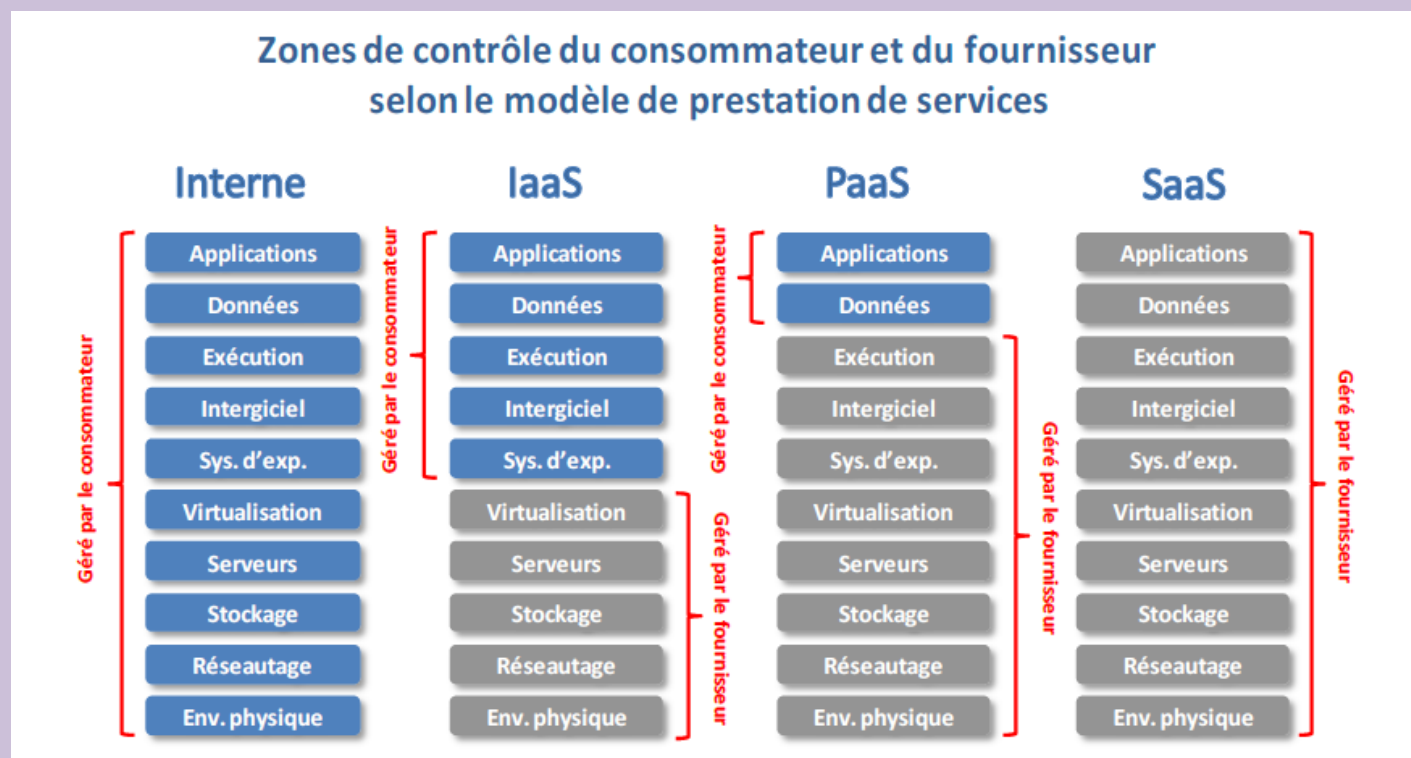 Zones de contrôle du consommateur et du fournisseur
selon le modèle de prestation de services
Interne
Géré par le consommateur
Applications
Données
Exécution
Intergiciel
Sys. d'exp.
Virtualisation
Serveurs
Stockage
Réseautage
Env. physique
IaaS
Géré par le consommateur
Applications
Données
Exécution
Intergiciel
Sys. d'exp.
Virtualisation
Serveurs
Stockage
Réseautage
Env. physique
Géré par le fournisseur
PaaS
Géré par le consommateur
Applications
Données
Exécution
Intergiciel
Sys. d'exp.
Virtualisation
Serveurs
Stockage
Réseautage
Env. physique
Géré par le fournisseur
SaaS
Applications
Données
Exécution
Intergiciel
Sys. d'exp.
Virtualisation
Serveurs
Stockage
Réseautage
Env. physique
Géré par le fournisseur